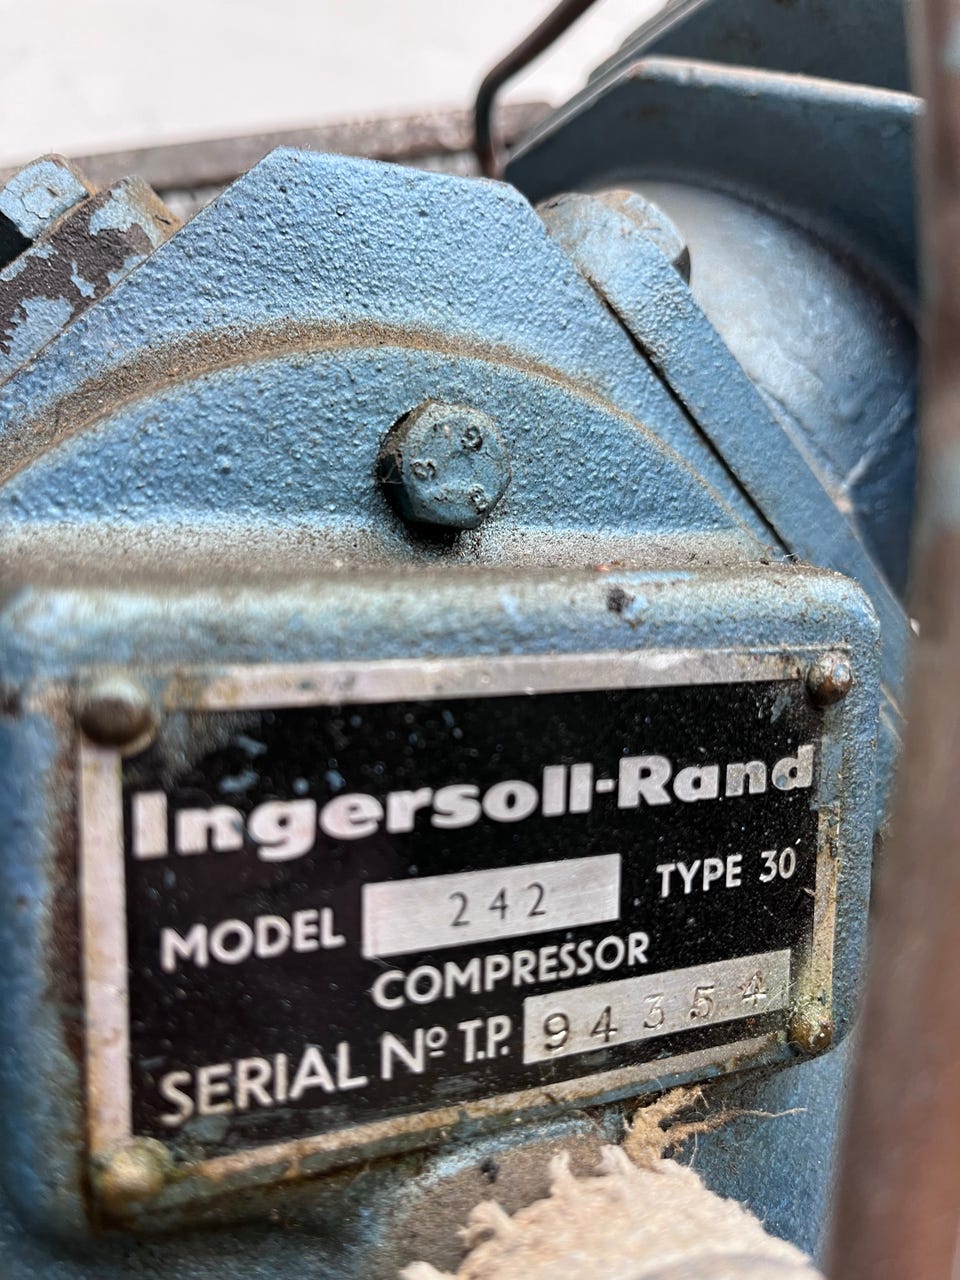 Ingersoll-Rand
MODEL 242 TYPE 30
COMPRESSOR
SERIAL Nº T.P. 94354